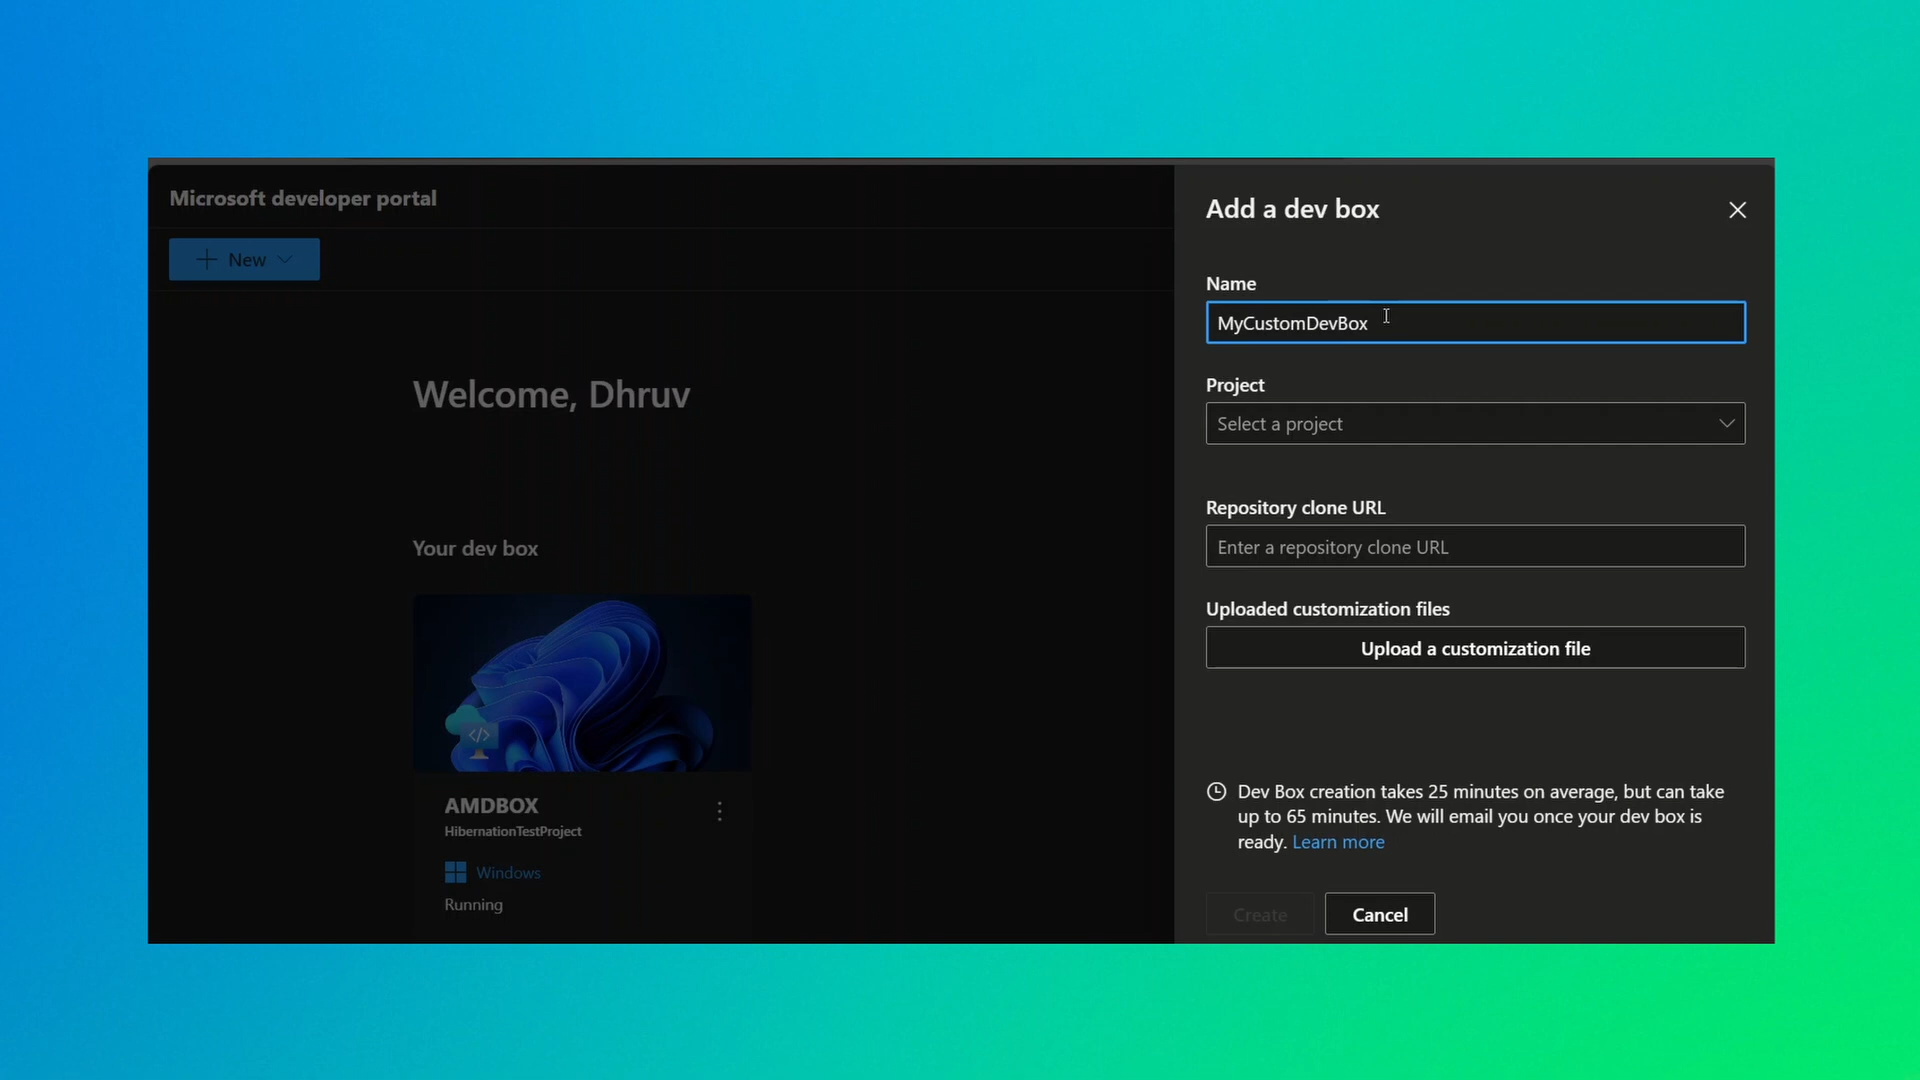 Microsoft developer portal
New
Welcome, Dhruv
Your dev box
</>
AMDBOX
HibernationTestProject
Windows
Running
Add a dev box
Name
MyCustomDevBox
Project
Select a project
Repository clone URL
Enter a repository clone URL
Uploaded customization files
Upload a customization file
Dev Box creation takes 25 minutes on average, but can take
up to 65 minutes. We will email you once your dev box is
ready. Learn more
Create
Cancel